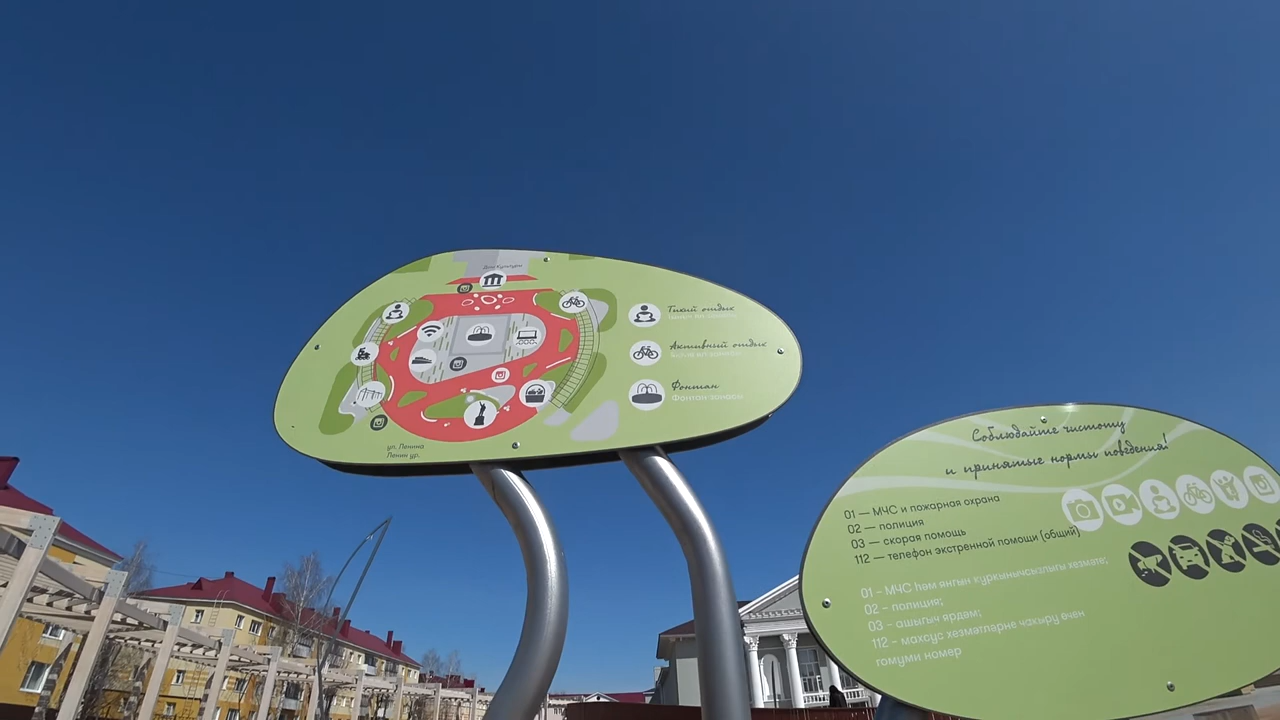 Дом Культуры
Тихий отдых
Активный отдых
Фонтан
Фонтан зонасы
ул. Ленина
Ленин ур.
Соблюдайте чистоту
и принятые нормы поведения!
01 — МЧС и пожарная охрана
02 — полиция
03 — скорая помощь
112 — телефон экстренной помощи (общий)
01 - МЧС һәм янгын куркынычсызлыгы хезмәте;
02 - полиция;
03 - ашыгыч ярдәм;
112 - махсус хезмәтләрне чакыру өчен
гомуми номер